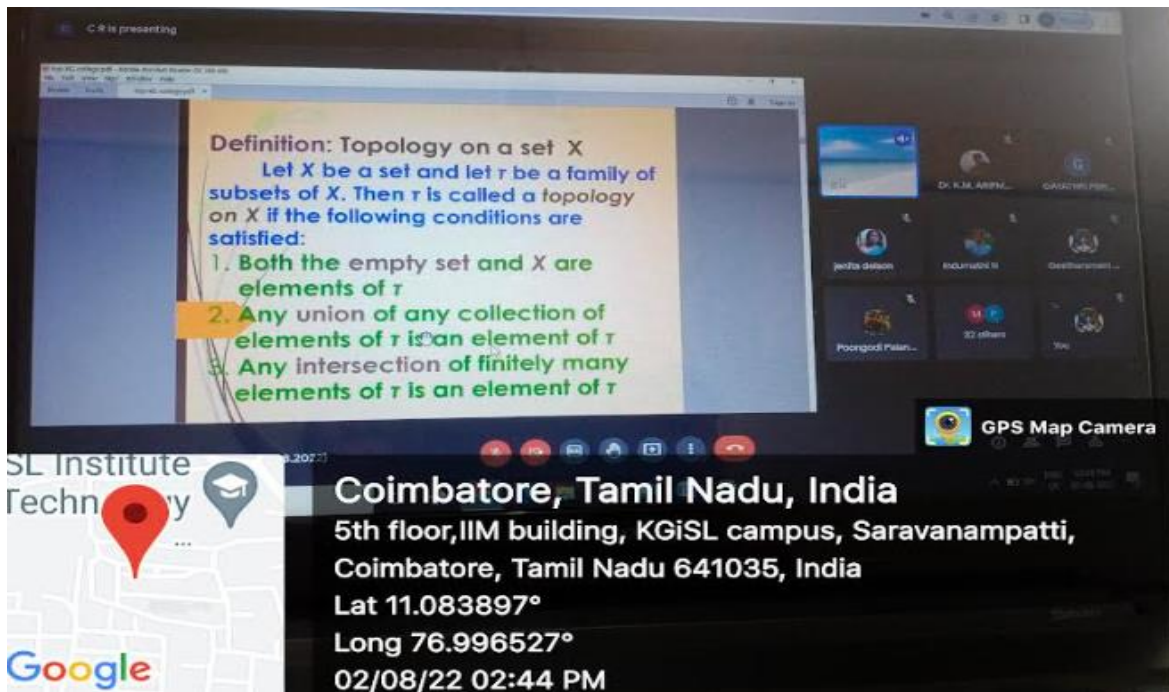 C R is presenting
Definition: Topology on a set X
Let X be a set and let τ be a family of
subsets of X. Then τ is called a topology
on X if the following conditions are
satisfied:
1. Both the empty set and X are
elements of τ
2. Any union of any collection of
elements of τ is an element of τ
3. Any intersection of finitely many
elements of τ is an element of τ
Dr. K.M. ARIFM...
G
jenita delson
Indumathi N
Poongodi Palan...
32 others
You
GPS Map Camera
SL Institute
Techn y
Coimbatore, Tamil Nadu, India
5th floor,IIM building, KGiSL campus, Saravanampatti,
Coimbatore, Tamil Nadu 641035, India
Lat 11.083897°
Long 76.996527°
02/08/22 02:44 PM
Google